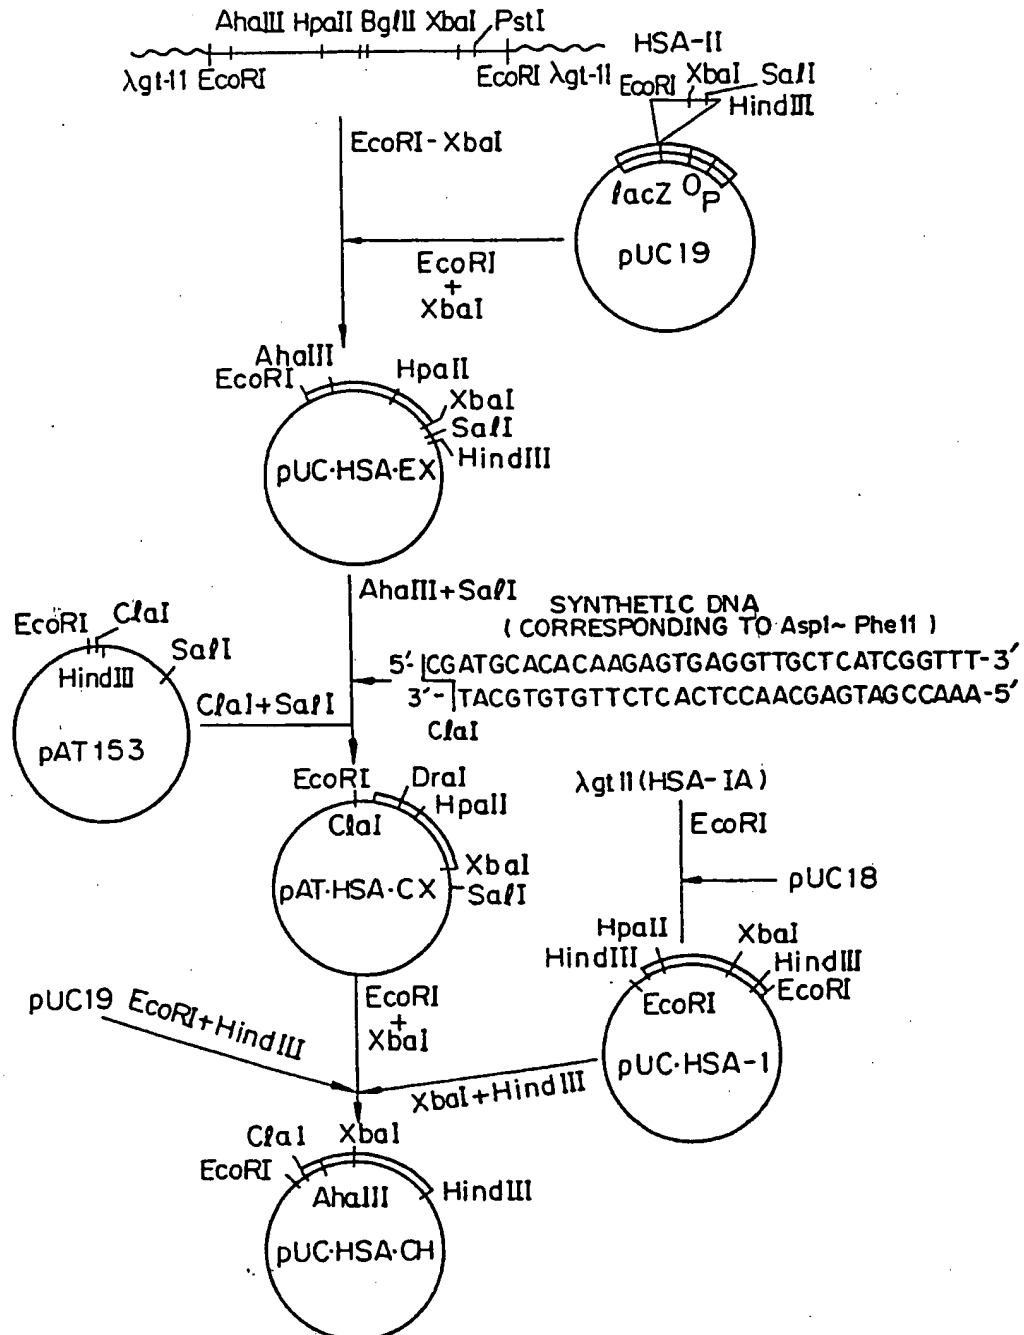 AhaIII HpaII BglII XbaI PstI
λgt-11 EcoRI
EcoRI λgt-11
HSA-II
EcoRI XbaI SalI
HindIII
EcoRI-XbaI
lacZ O P
pUC19
EcoRI
+
XbaI
AhaIII
EcoRI
HpaII
XbaI
SalI
HindIII
pUC·HSA·EX
AhaIII+SalI
SYNTHETIC DNA
(CORRESPONDING TO Asp1~ Phe11)
5'- CGATGCACACAAGAGTGAGGTTGCTCATCGGTTT-3'
3'- TACGTGTGTTCTCACTCCAACGAGTAGCCAAA-5'
ClaI
EcoRI ClaI
SalI
HindIII
pAT153
ClaI+SalI
EcoRI DraI
HpaII
ClaI
XbaI
SalI
pAT·HSA·CX
λgt11(HSA-IA)
EcoRI
pUC18
HpaII
HindIII
XbaI
HindIII
EcoRI
EcoRI
pUC·HSA-1
pUC19 EcoRI+HindIII
EcoRI
+
XbaI
XbaI+HindIII
ClaI XbaI
EcoRI
AhaIII
HindIII
pUC·HSA·CH